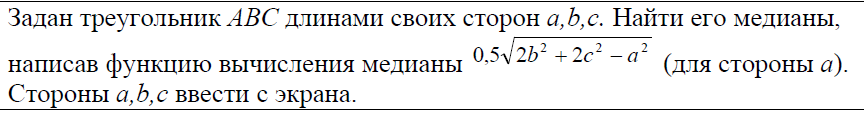 Задан треугольник ABC длинами своих сторон a,b,c. Найти его медианы,
написав функцию вычисления медианы 0,5√(2b² + 2c² − a²) (для стороны a).
Стороны a,b,c ввести с экрана.